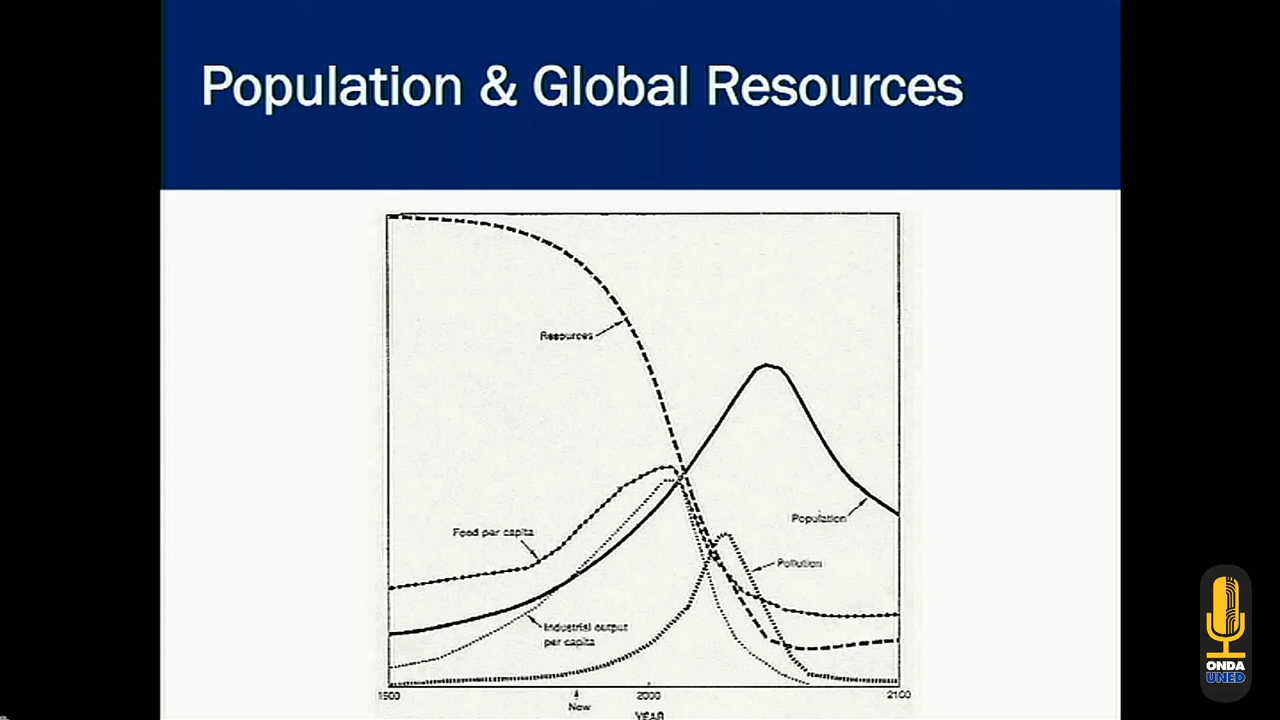 Population & Global Resources
Resources
Food per capita
Population
Pollution
Industrial output
per capita
1900
2000
2100
Now
YEAR
ONDA
UNED